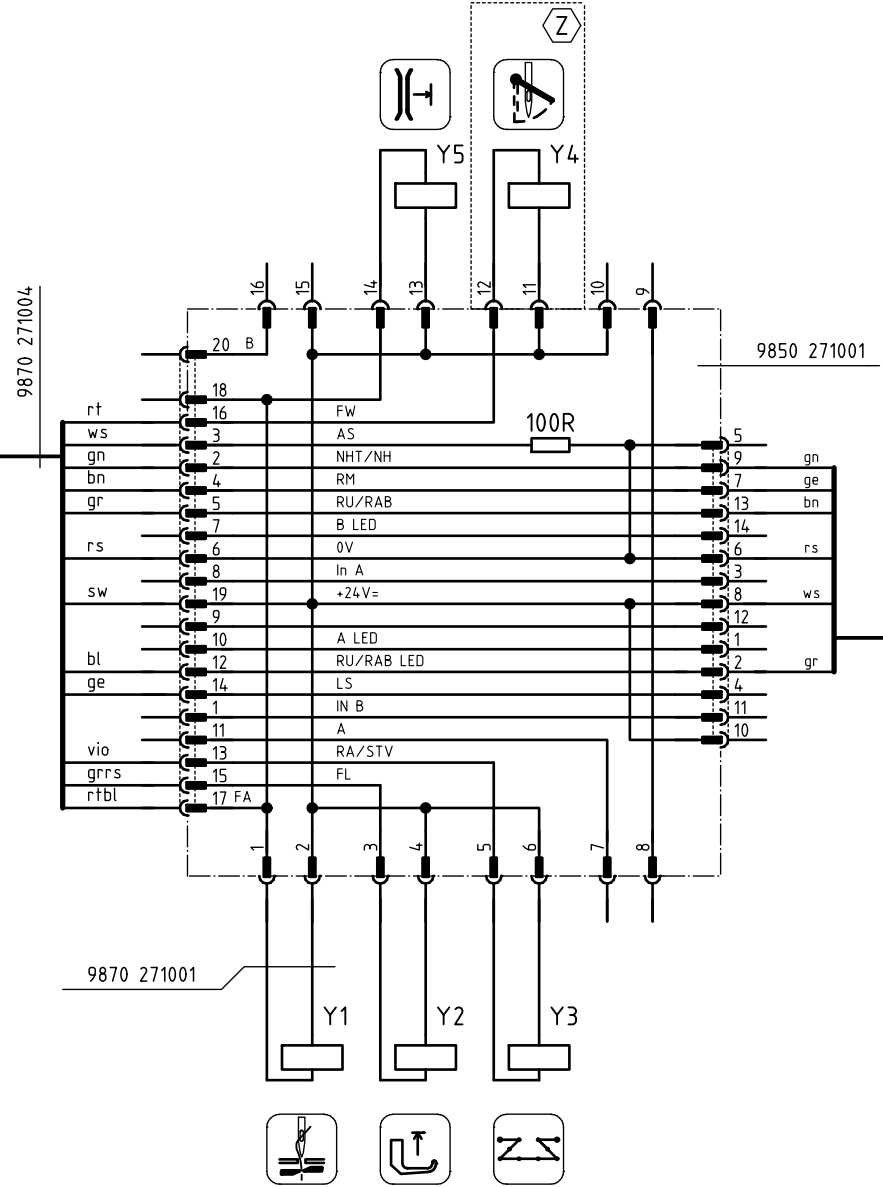 Z
Y5 Y4
16 15 14 13 12 11 10 9
9870 271004
20 B
9850 271001
18
rt 16 FW
100R
ws 3 AS 5
gn 2 NHT/NH 9 gn
bn 4 RM 7 ge
gr 5 RU/RAB 13 bn
7 B LED 14
rs 6 0V 6 rs
8 In A 3
sw 19 +24V= 8 ws
9 12
10 A LED 1
bl 12 RU/RAB LED 2 gr
ge 14 LS 4
1 IN B 11
11 A 10
vio 13 RA/STV
grrs 15 FL
rtbl 17 FA
1 2 3 4 5 6 7 8
9870 271001
Y1 Y2 Y3